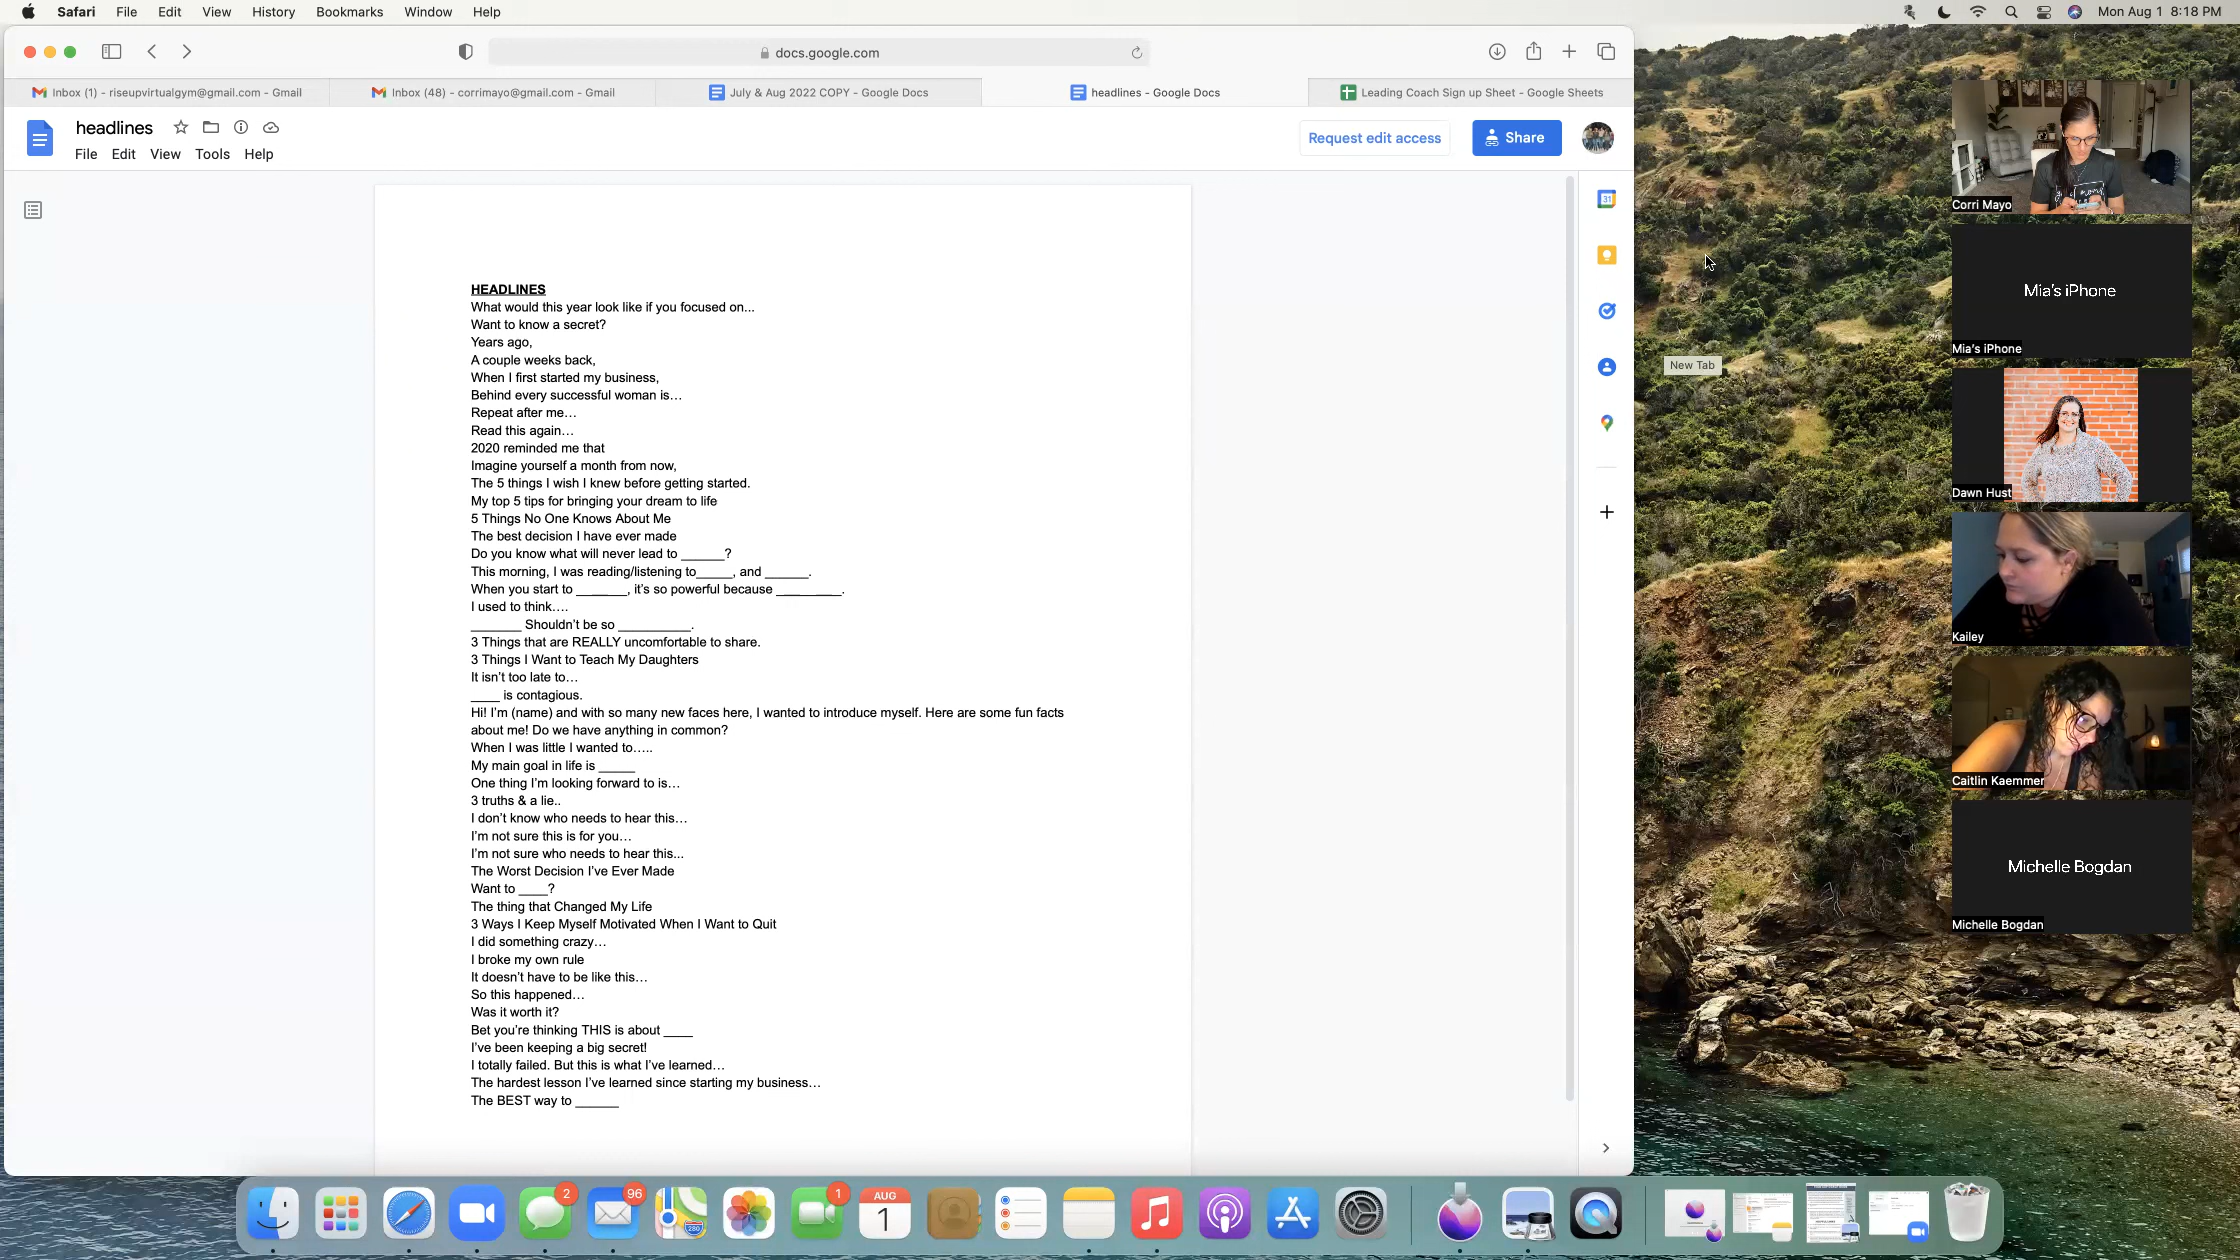 Safari File Edit View History Bookmarks Window Help
Mon Aug 1 8:18 PM
docs.google.com
Inbox (1) - riseupvirtualgym@gmail.com - Gmail
Inbox (48) - corrimayo@gmail.com - Gmail
July & Aug 2022 COPY - Google Docs
headlines - Google Docs
Leading Coach Sign up Sheet - Google Sheets
headlines
File Edit View Tools Help
Request edit access
Share
31
HEADLINES
What would this year look like if you focused on...
Want to know a secret?
Years ago,
A couple weeks back,
When I first started my business,
Behind every successful woman is…
Repeat after me…
Read this again…
2020 reminded me that
Imagine yourself a month from now,
The 5 things I wish I knew before getting started.
My top 5 tips for bringing your dream to life
5 Things No One Knows About Me
The best decision I have ever made
Do you know what will never lead to ______?
This morning, I was reading/listening to_____, and ______.
When you start to _______, it's so powerful because _________.
I used to think….
_______ Shouldn't be so __________.
3 Things that are REALLY uncomfortable to share.
3 Things I Want to Teach My Daughters
It isn't too late to…
____ is contagious.
Hi! I'm (name) and with so many new faces here, I wanted to introduce myself. Here are some fun facts
about me! Do we have anything in common?
When I was little I wanted to…..
My main goal in life is _____
One thing I'm looking forward to is…
3 truths & a lie..
I don't know who needs to hear this…
I'm not sure this is for you…
I'm not sure who needs to hear this...
The Worst Decision I've Ever Made
Want to ____?
The thing that Changed My Life
3 Ways I Keep Myself Motivated When I Want to Quit
I did something crazy…
I broke my own rule
It doesn't have to be like this…
So this happened…
Was it worth it?
Bet you're thinking THIS is about ____
I've been keeping a big secret!
I totally failed. But this is what I've learned…
The hardest lesson I've learned since starting my business…
The BEST way to ______
New Tab
Corri Mayo
Mia's iPhone
Mia's iPhone
Dawn Hust
Kailey
Caitlin Kaemmer
Michelle Bogdan
Michelle Bogdan
2
96
280
1
AUG
1